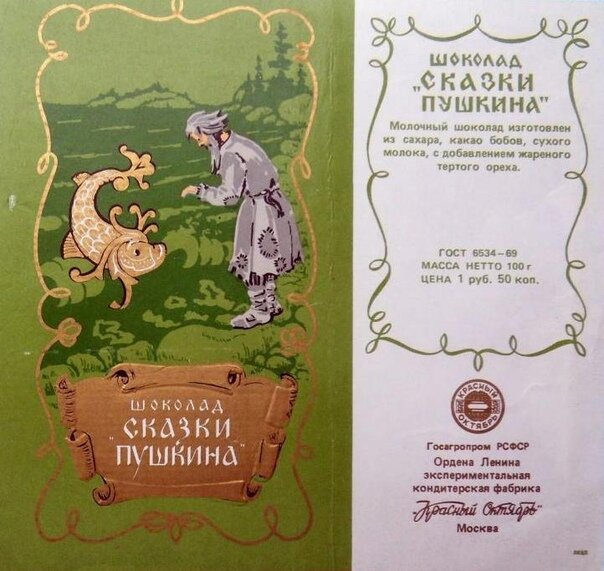 ШОКОЛАД
СКАЗКИ
"ПУШКИНА"
ШОКОЛАД
„СКАЗКИ
ПУШКИНА"
Молочный шоколад изготовлен
из сахара, какао бобов, сухого
молока, с добавлением жареного
тертого ореха.
ГОСТ 6534—69
МАССА НЕТТО 100 г
ЦЕНА 1 руб. 50 коп.
КРАСНЫЙ
ОКТЯБРЬ
Госагропром РСФСР
Ордена Ленина
экспериментальная
кондитерская фабрика
„Красный Октябрь"
Москва